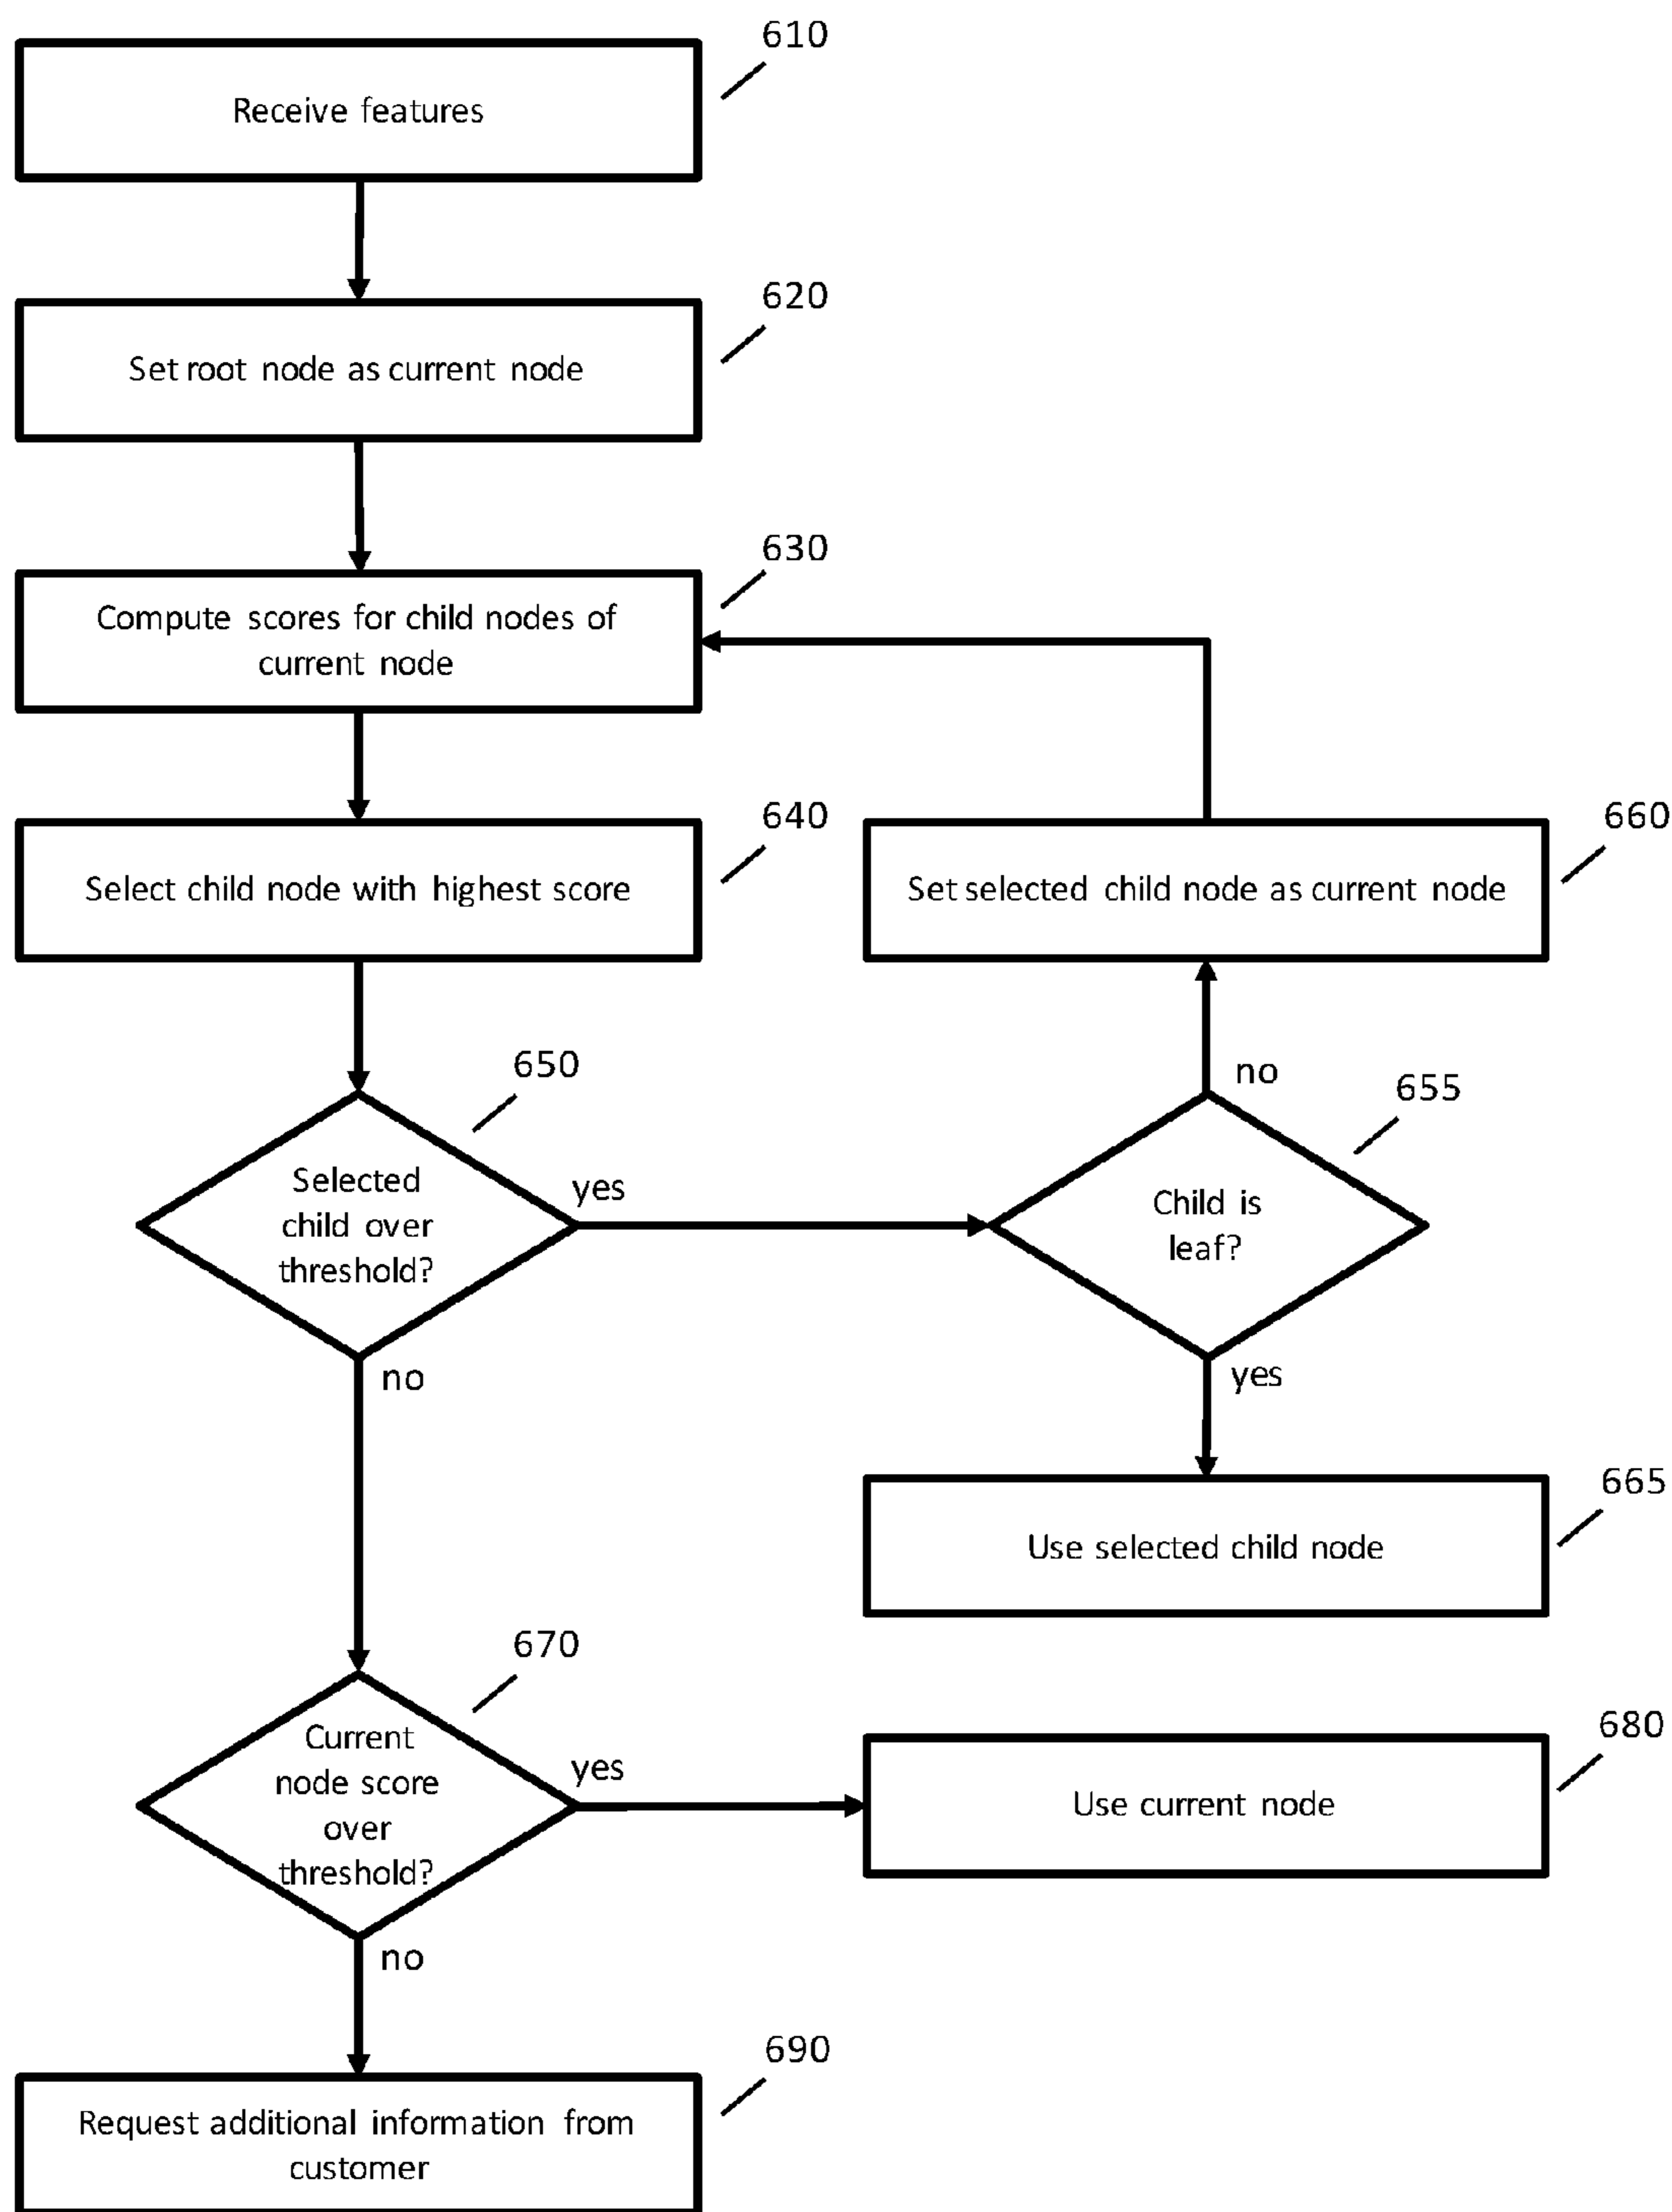 610
Receive features
620
Set root node as current node
630
Compute scores for child nodes of
current node
640
Select child node with highest score
660
Set selected child node as current node
650
Selected
child over
threshold?
yes
no
655
no
Child is
leaf?
yes
665
Use selected child node
670
Current
node score
over
threshold?
yes
no
680
Use current node
690
Request additional information from
customer